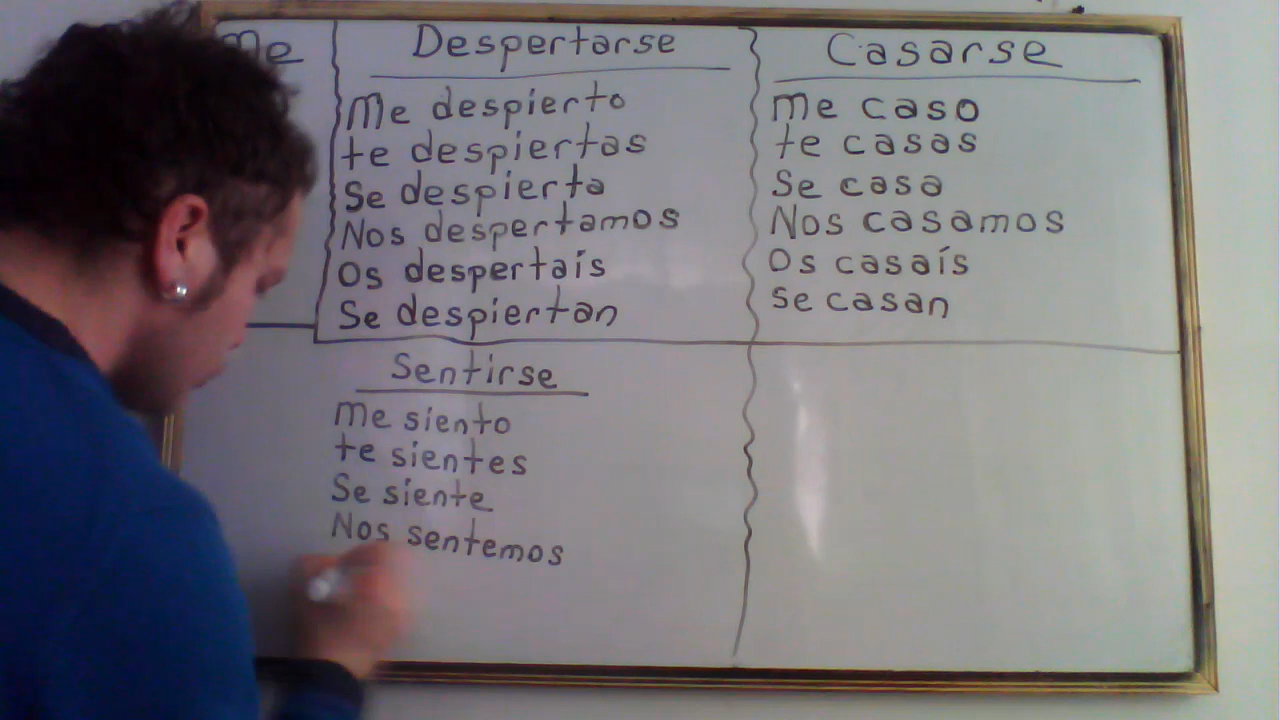 me
Despertarse
Me despierto
te despiertas
Se despierta
Nos despertamos
Os despertaís
Se despiertan
Casarse
me caso
te casas
Se casa
Nos casamos
Os casaís
Se casan
Sentirse
me siento
te sientes
Se siente
Nos sentemos